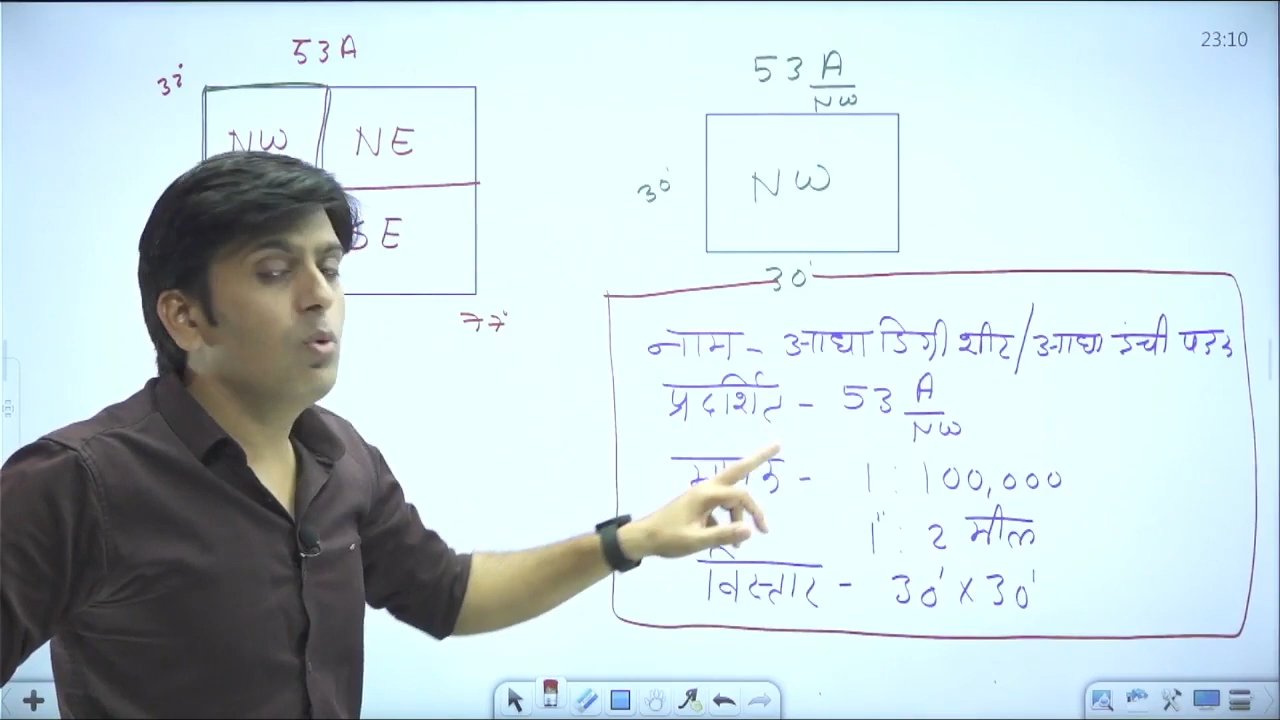 23:10
53A
32°
NW NE
SE
77°
53 A
NW
NW
30'
30'
नाम - आधा डिग्री शीट/आधा इंची पत्रक
प्रदर्शित - 53 A
NW
- 1 : 100,000
1" : 2 मील
विस्तार - 30' x 30'